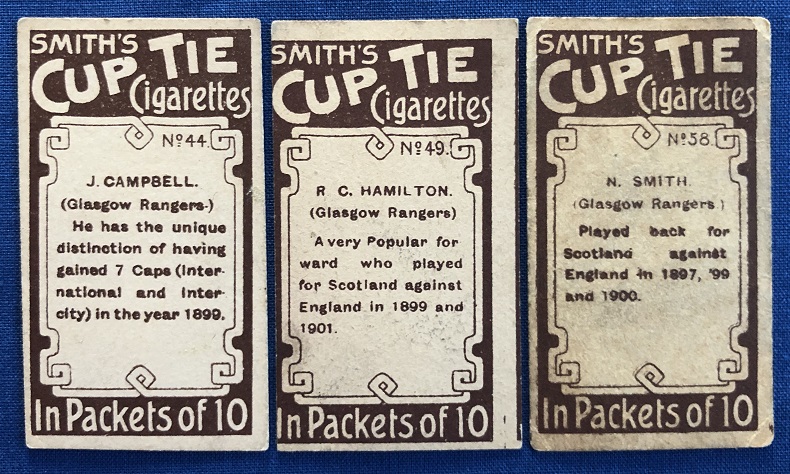 SMITH'S
CUP TIE
Cigarettes
Nº44.
J. CAMPBELL.
(Glasgow Rangers.)
He has the unique
distinction of having
gained 7 Caps (Inter-
national and Inter-
city) in the year 1899.
In Packets of 10
SMITH'S
CUP TIE
Cigarettes
Nº49.
R C. HAMILTON.
(Glasgow Rangers)
A very Popular for
ward who played
for Scotland against
England in 1899 and
1901.
In Packets of 10
SMITH'S
CUP TIE
Cigarettes
Nº58.
N. SMITH
(Glasgow Rangers)
Played back for
Scotland against
England in 1897, '99
and 1900.
In Packets of 10